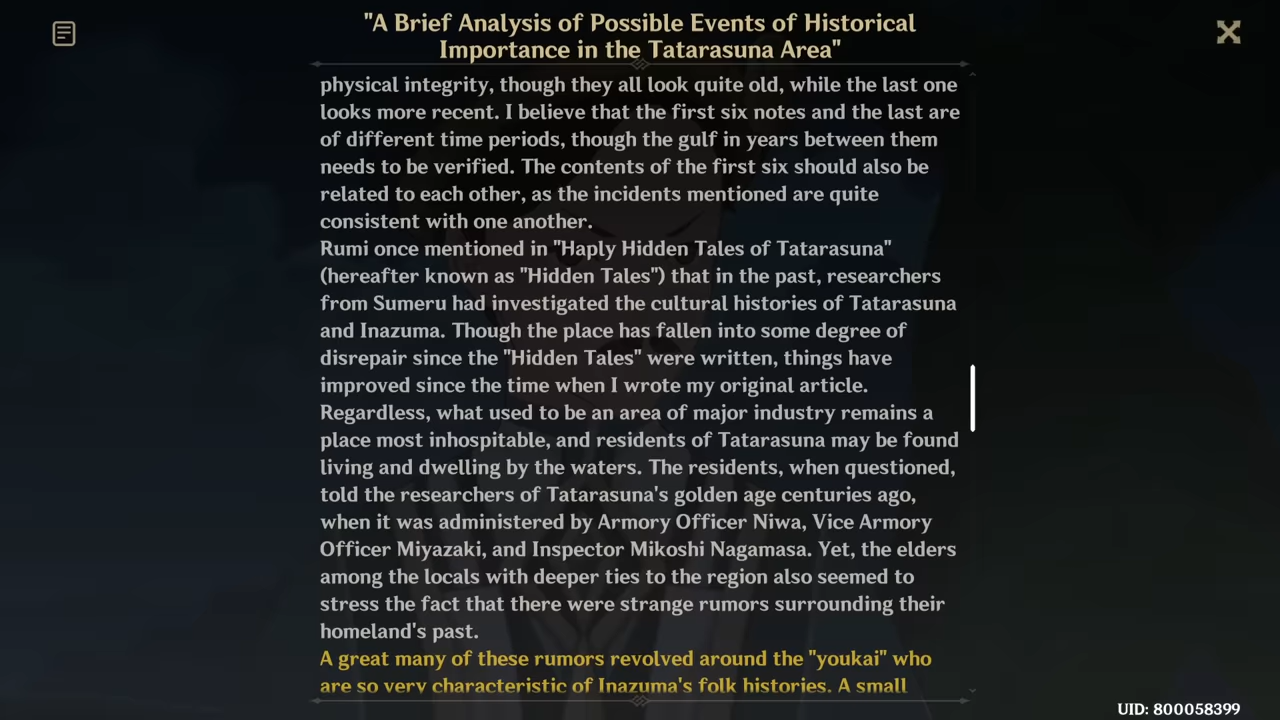 "A Brief Analysis of Possible Events of Historical
Importance in the Tatarasuna Area"
physical integrity, though they all look quite old, while the last one
looks more recent. I believe that the first six notes and the last are
of different time periods, though the gulf in years between them
needs to be verified. The contents of the first six should also be
related to each other, as the incidents mentioned are quite
consistent with one another.
Rumi once mentioned in "Haply Hidden Tales of Tatarasuna"
(hereafter known as "Hidden Tales") that in the past, researchers
from Sumeru had investigated the cultural histories of Tatarasuna
and Inazuma. Though the place has fallen into some degree of
disrepair since the "Hidden Tales" were written, things have
improved since the time when I wrote my original article.
Regardless, what used to be an area of major industry remains a
place most inhospitable, and residents of Tatarasuna may be found
living and dwelling by the waters. The residents, when questioned,
told the researchers of Tatarasuna's golden age centuries ago,
when it was administered by Armory Officer Niwa, Vice Armory
Officer Miyazaki, and Inspector Mikoshi Nagamasa. Yet, the elders
among the locals with deeper ties to the region also seemed to
stress the fact that there were strange rumors surrounding their
homeland's past.
A great many of these rumors revolved around the "youkai" who
are so very characteristic of Inazuma's folk histories. A small
UID: 800058399